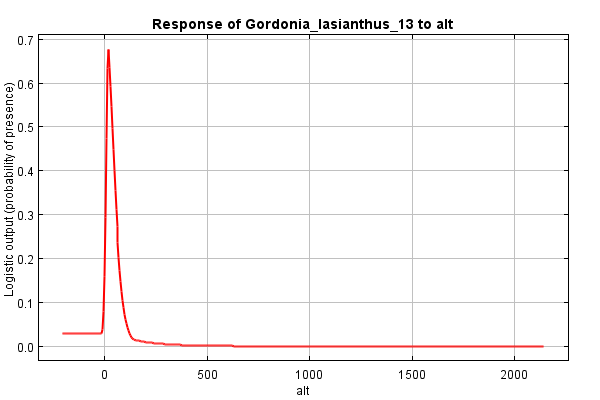 Response of Gordonia_lasianthus_13 to alt
Logistic output (probability of presence)
0.7
0.6
0.5
0.4
0.3
0.2
0.1
0.0
0 500 1000 1500 2000
alt